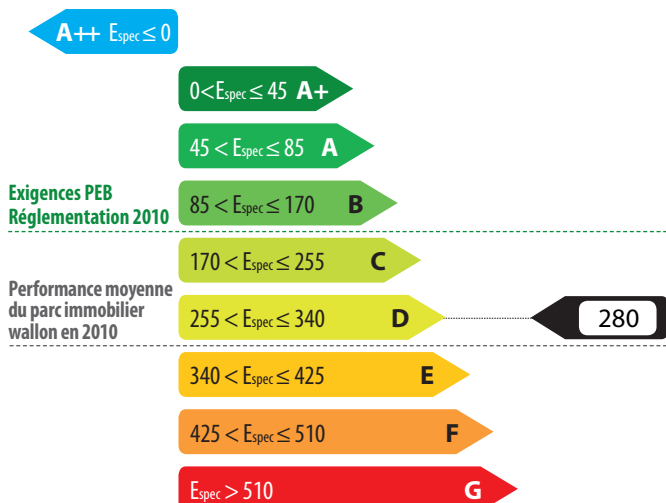 A++ Espec ≤ 0
0<Espec ≤ 45 A+
45 < Espec ≤ 85 A
Exigences PEB
Réglementation 2010
85 < Espec ≤ 170 B
170 < Espec ≤ 255 C
Performance moyenne
du parc immobilier
wallon en 2010
255 < Espec ≤ 340 D
280
340 < Espec ≤ 425 E
425 < Espec ≤ 510 F
Espec > 510 G